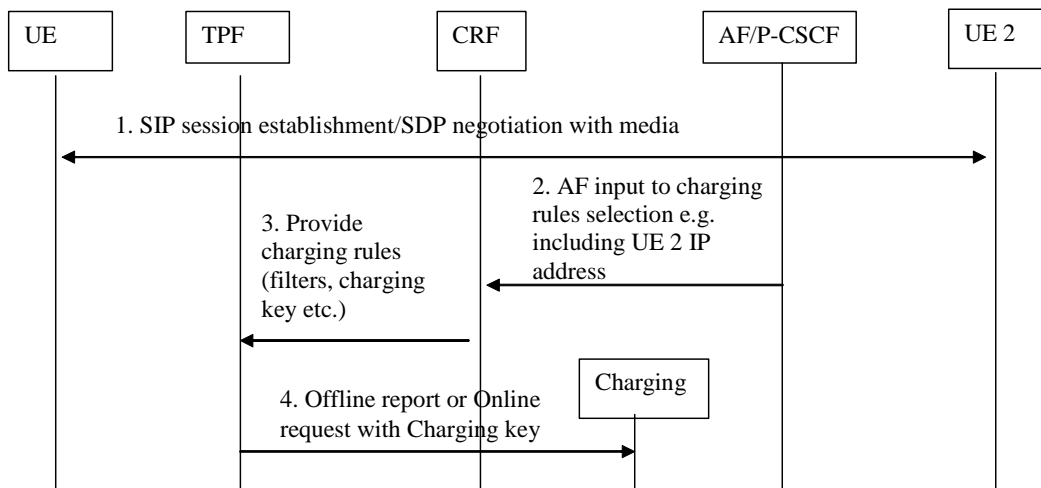 UE
TPF
CRF
AF/P-CSCF
UE 2
1. SIP session establishment/SDP negotiation with media
2. AF input to charging
rules selection e.g.
including UE 2 IP
address
3. Provide
charging rules
(filters, charging
key etc.)
Charging
4. Offline report or Online
request with Charging key